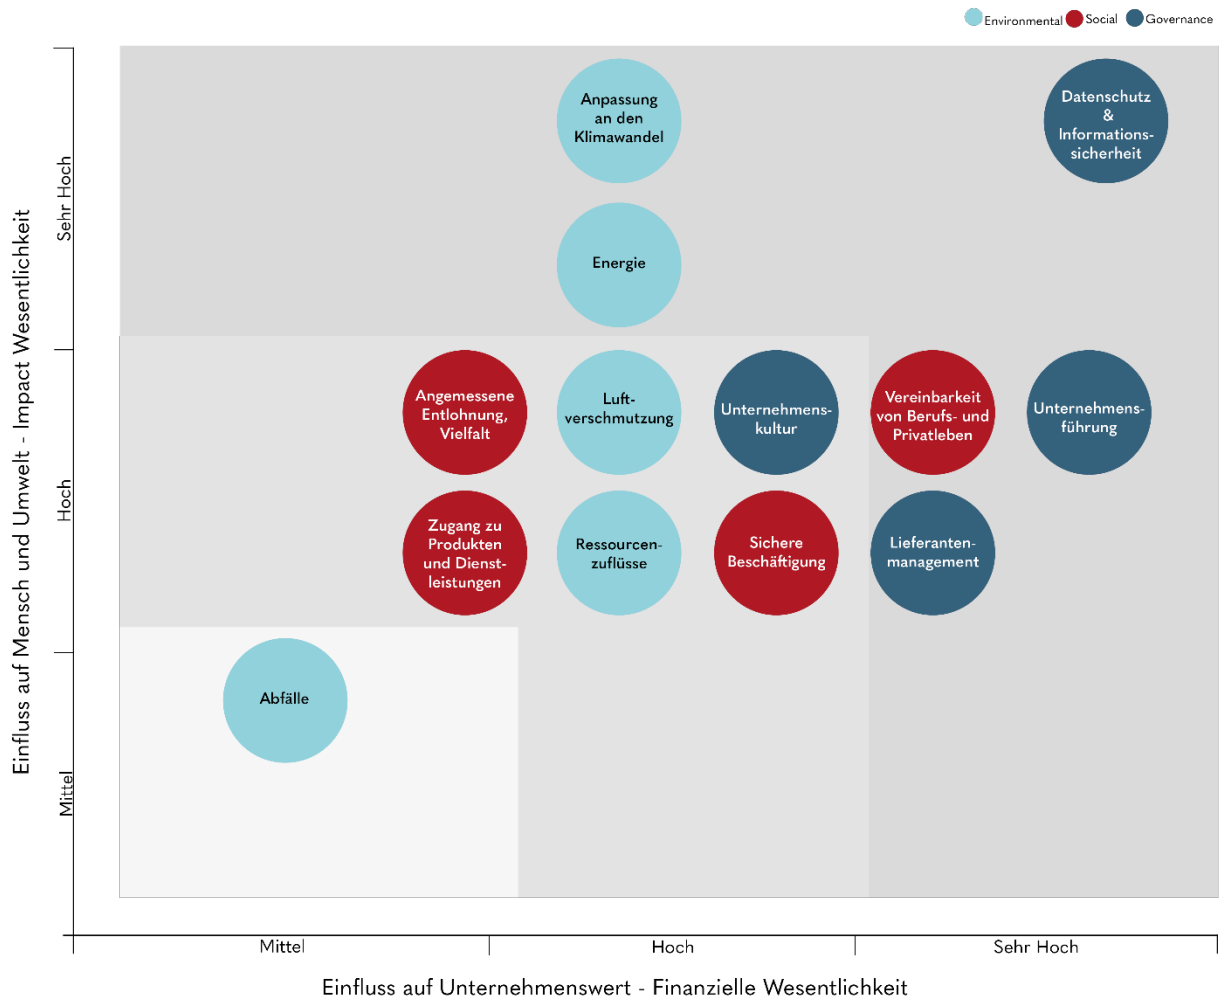 Environmental
Social
Governance
Einfluss auf Mensch und Umwelt - Impact Wesentlichkeit
Sehr Hoch
Hoch
Mittel
Anpassung
an den
Klimawandel
Datenschutz
&
Informations-
sicherheit
Energie
Angemessene
Entlohnung,
Vielfalt
Luft-
verschmutzung
Unternehmens-
kultur
Vereinbarkeit
von Berufs- und
Privatleben
Unternehmens-
führung
Zugang zu
Produkten
und Dienst-
leistungen
Ressourcen-
zuflüsse
Sichere
Beschäftigung
Lieferanten-
management
Abfälle
Mittel
Hoch
Sehr Hoch
Einfluss auf Unternehmenswert - Finanzielle Wesentlichkeit